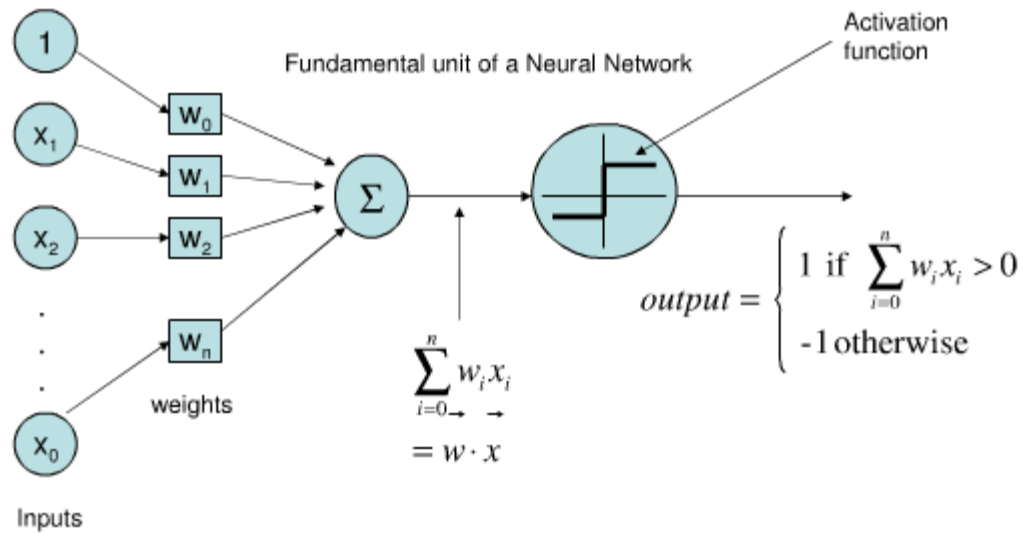 1
Activation
function
Fundamental unit of a Neural Network
w₀
x₁
w₁
Σ
x₂
w₂
.
.
.
wₙ
weights
x₀
Inputs
n
∑ wᵢxᵢ
i=0
= w⃗ · x⃗
output = { 1 if ∑ⁿᵢ₌₀ wᵢxᵢ > 0
-1 otherwise